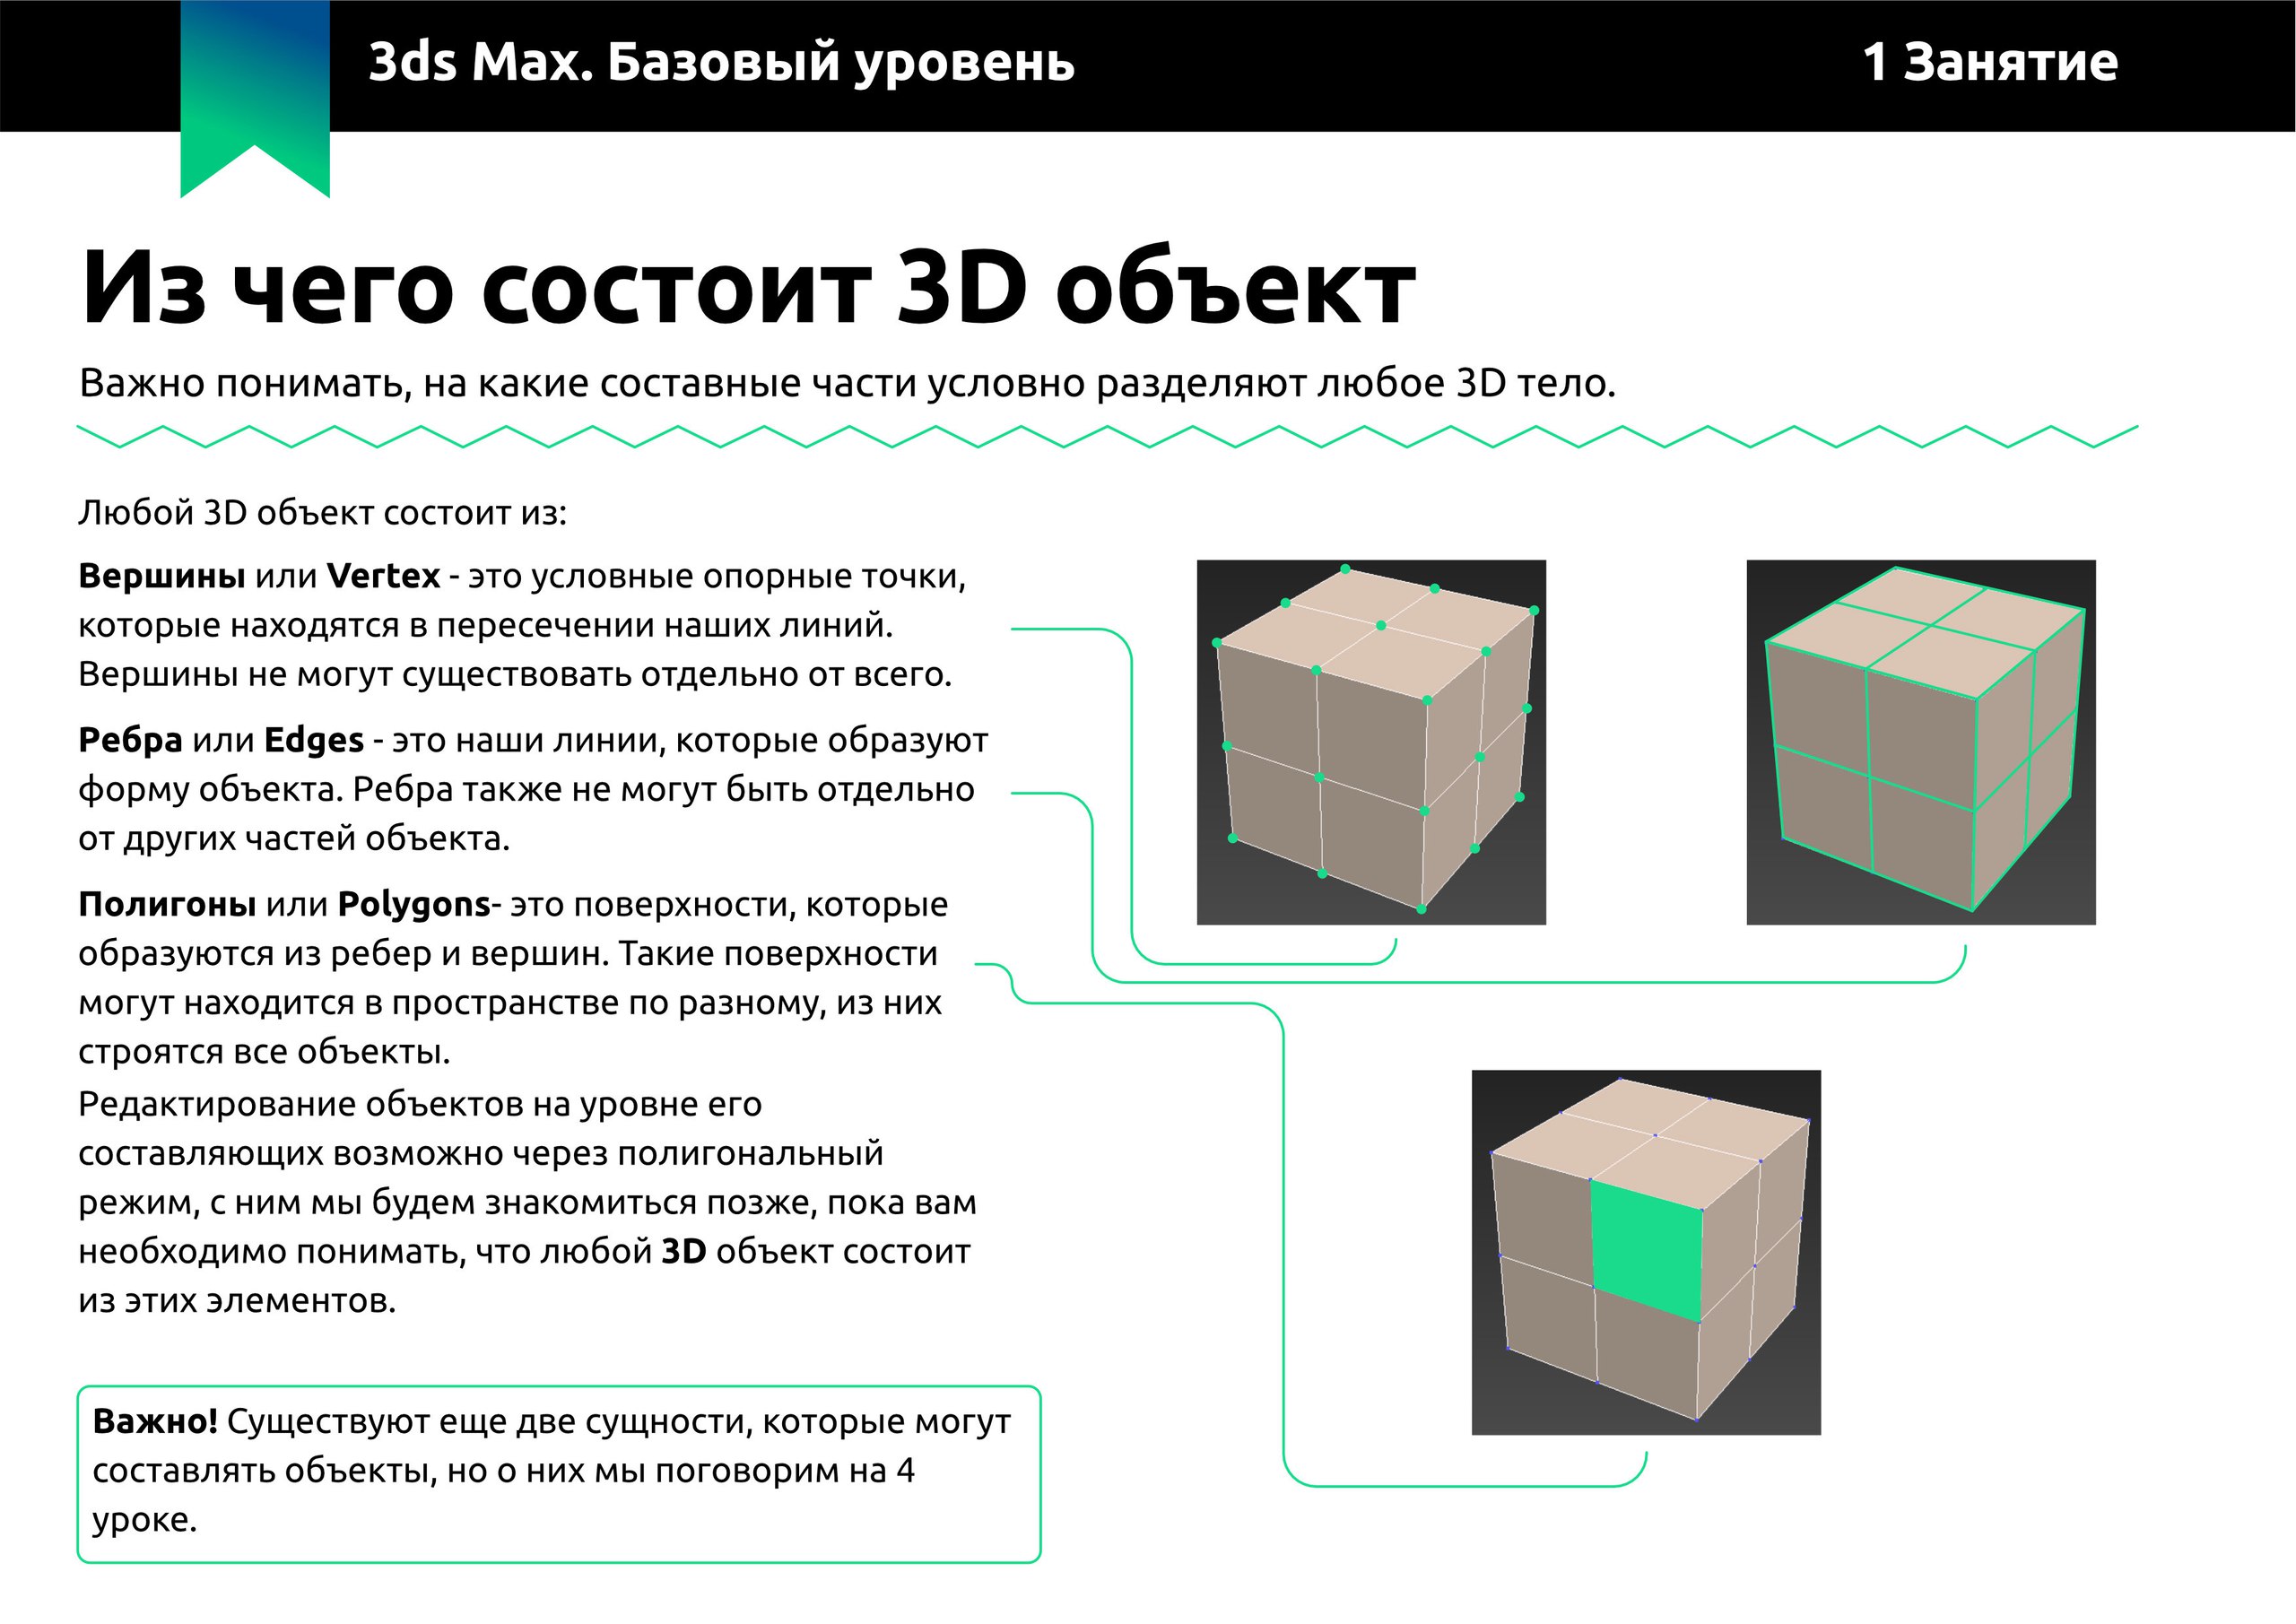 3ds Max. Базовый уровень
1 Занятие
Из чего состоит 3D объект
Важно понимать, на какие составные части условно разделяют любое 3D тело.
Любой 3D объект состоит из:
Вершины или Vertex - это условные опорные точки,
которые находятся в пересечении наших линий.
Вершины не могут существовать отдельно от всего.
Ребра или Edges - это наши линии, которые образуют
форму объекта. Ребра также не могут быть отдельно
от других частей объекта.
Полигоны или Polygons- это поверхности, которые
образуются из ребер и вершин. Такие поверхности
могут находится в пространстве по разному, из них
строятся все объекты.
Редактирование объектов на уровне его
составляющих возможно через полигональный
режим, с ним мы будем знакомиться позже, пока вам
необходимо понимать, что любой 3D объект состоит
из этих элементов.
Важно! Существуют еще две сущности, которые могут
составлять объекты, но о них мы поговорим на 4
уроке.